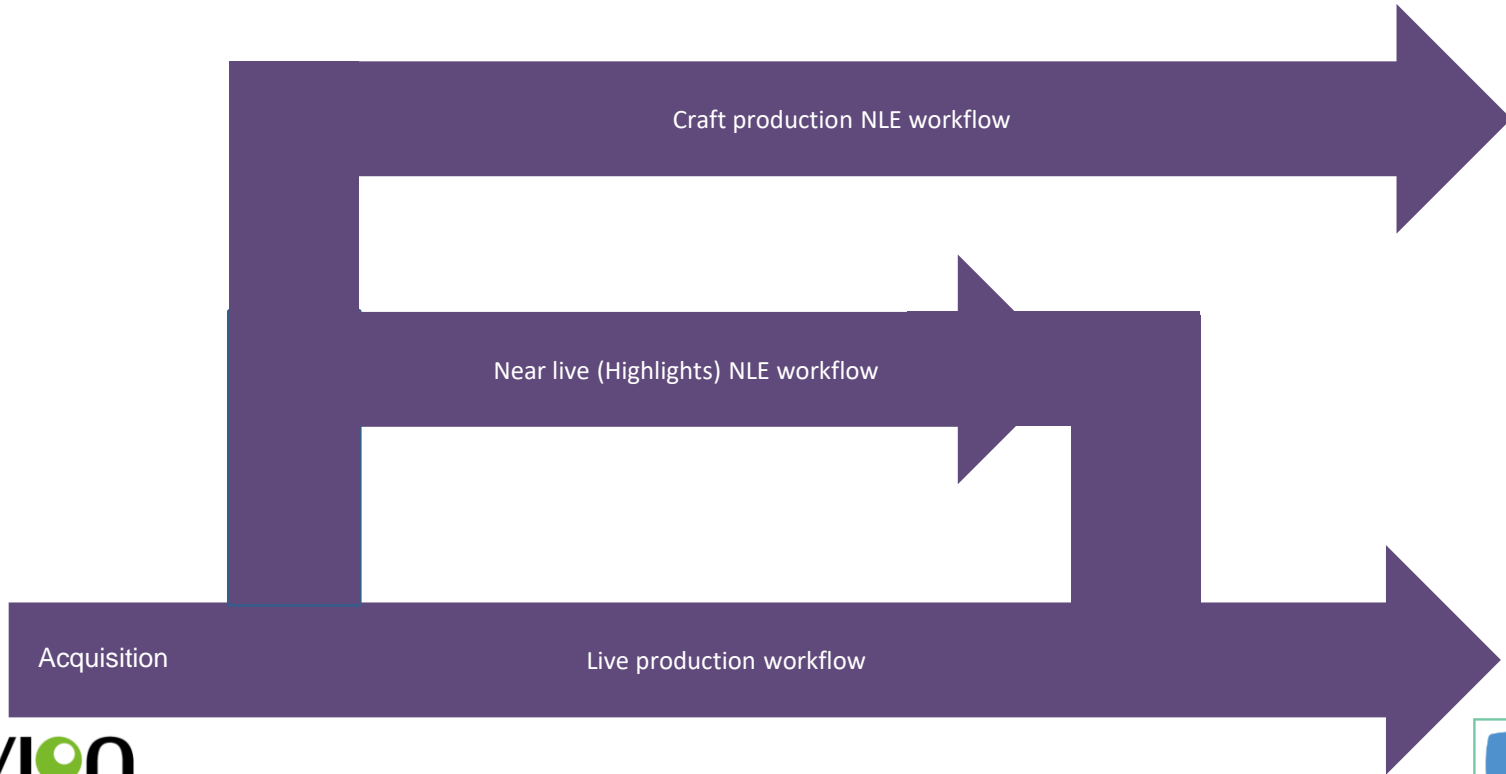 Craft production NLE workflow
Near live (Highlights) NLE workflow
Acquisition
Live production workflow